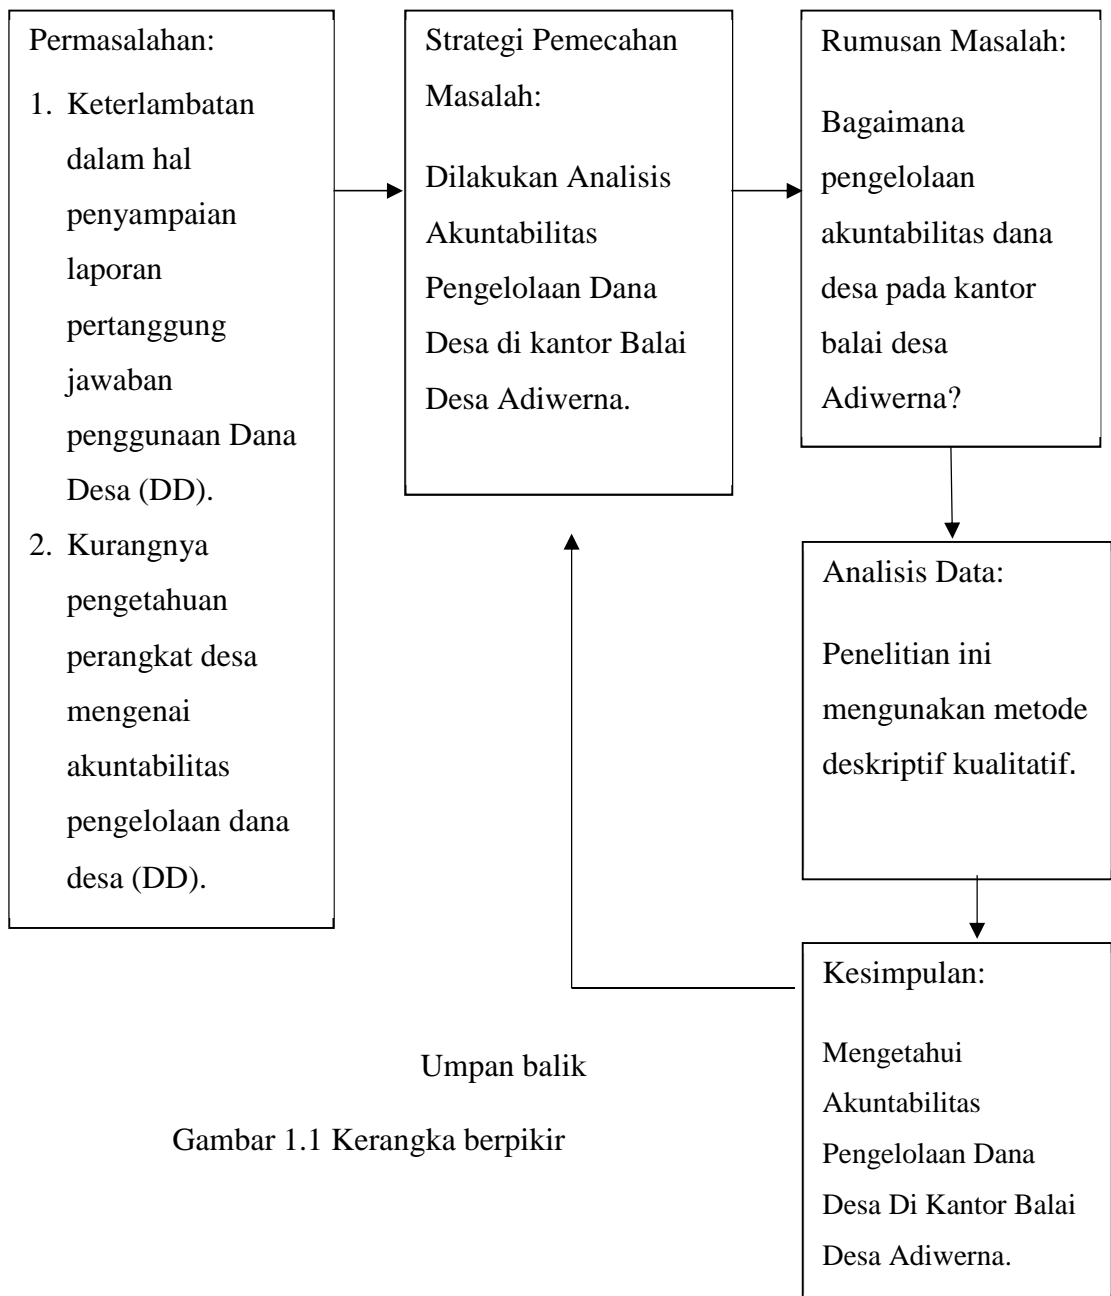 Permasalahan:
1. Keterlambatan
dalam hal
penyampaian
laporan
pertanggung
jawaban
penggunaan Dana
Desa (DD).
2. Kurangnya
pengetahuan
perangkat desa
mengenai
akuntabilitas
pengelolaan dana
desa (DD).
Strategi Pemecahan
Masalah:
Dilakukan Analisis
Akuntabilitas
Pengelolaan Dana
Desa di kantor Balai
Desa Adiwerna.
Rumusan Masalah:
Bagaimana
pengelolaan
akuntabilitas dana
desa pada kantor
balai desa
Adiwerna?
Analisis Data:
Penelitian ini
mengunakan metode
deskriptif kualitatif.
Kesimpulan:
Mengetahui
Akuntabilitas
Pengelolaan Dana
Desa Di Kantor Balai
Desa Adiwerna.
Umpan balik
Gambar 1.1 Kerangka berpikir